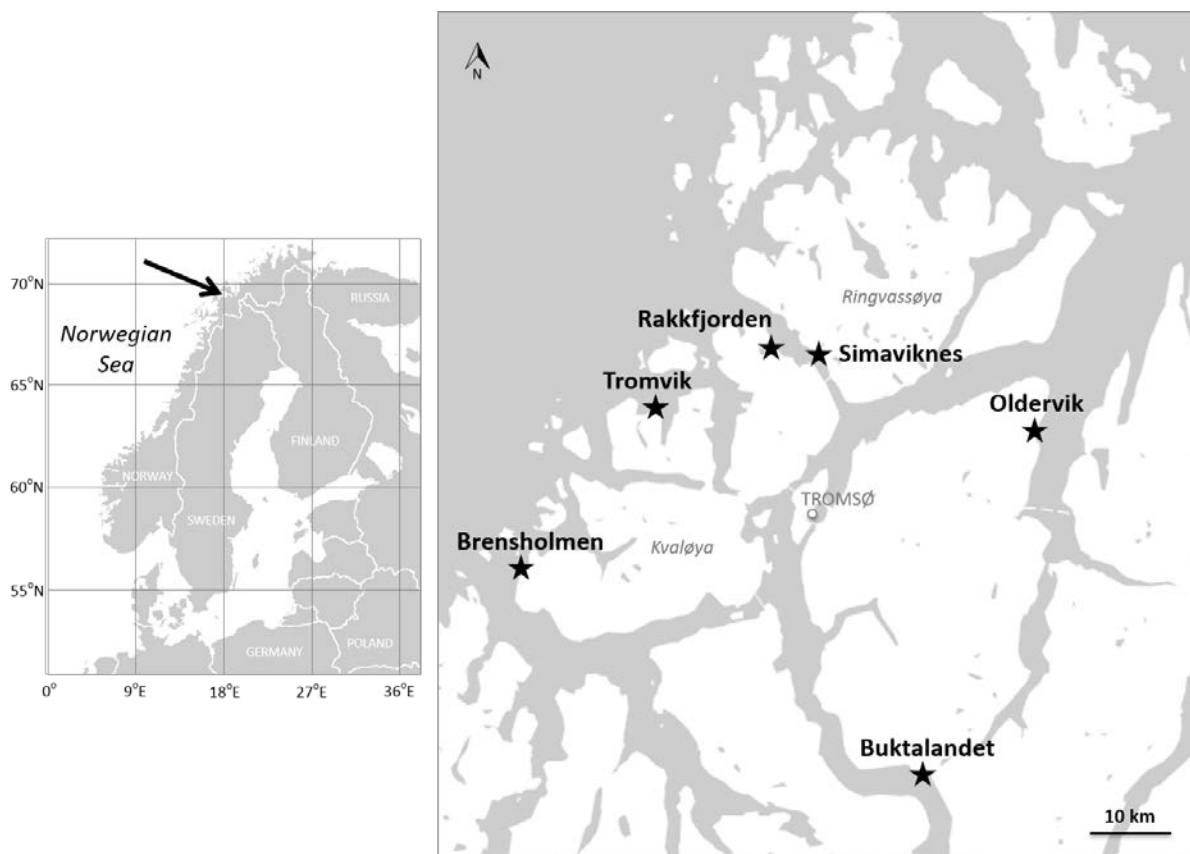 70°N
65°N
60°N
55°N
0°
9°E
18°E
27°E
36°E
Norwegian
Sea
RUSSIA
FINLAND
NORWAY
SWEDEN
GERMANY
POLAND
N
Ringvassøya
Rakkfjorden
Simaviknes
Tromvik
Oldervik
TROMSØ
Brensholmen
Kvaløya
Buktalandet
10 km